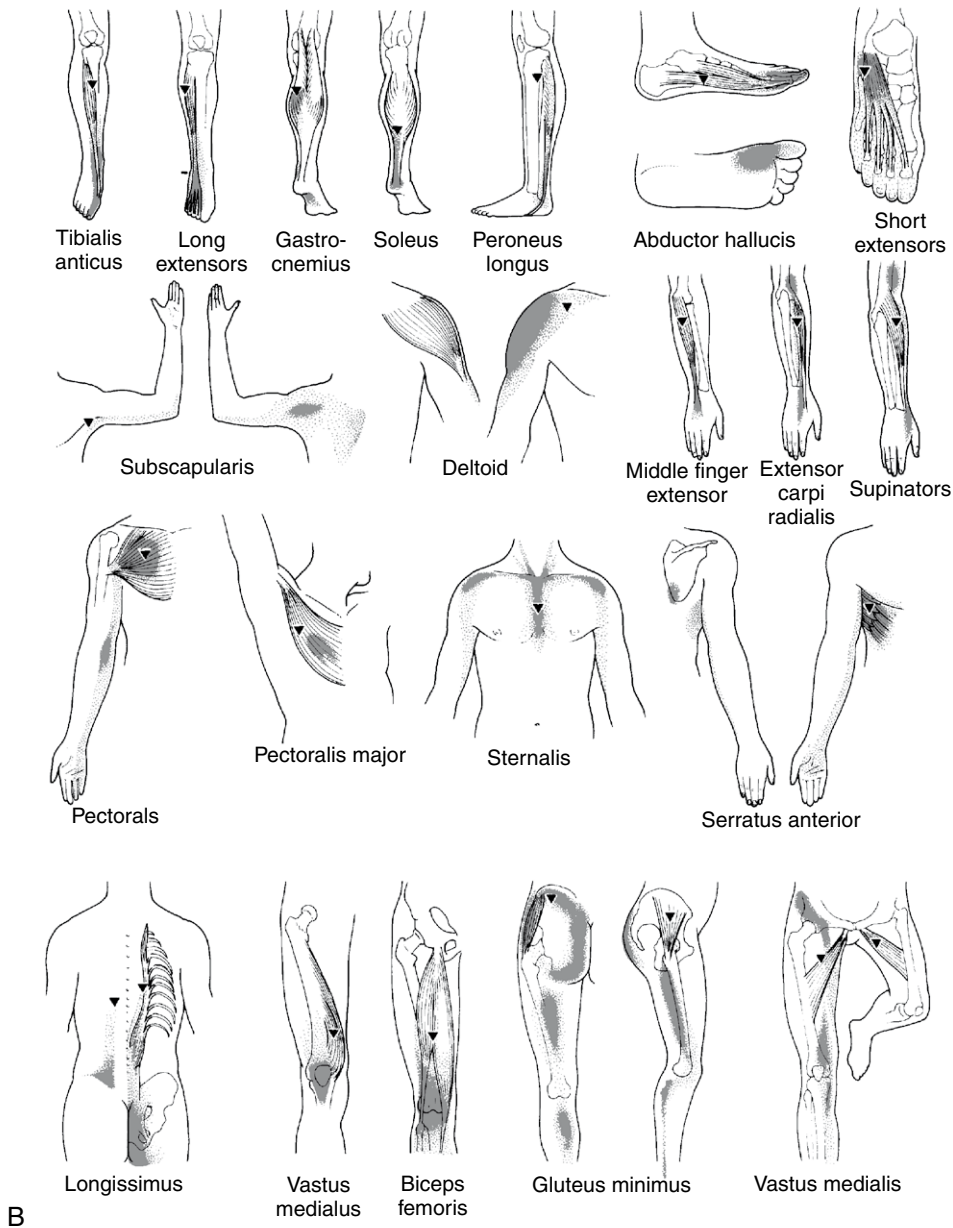 Tibialis
anticus
Long
extensors
Gastro-
cnemius
Soleus
Peroneus
longus
Abductor hallucis
Short
extensors
Subscapularis
Deltoid
Middle finger
extensor
Extensor
carpi
radialis
Supinators
Pectorals
Pectoralis major
Sternalis
Serratus anterior
Longissimus
Vastus
medialus
Biceps
femoris
Gluteus minimus
Vastus medialis
B